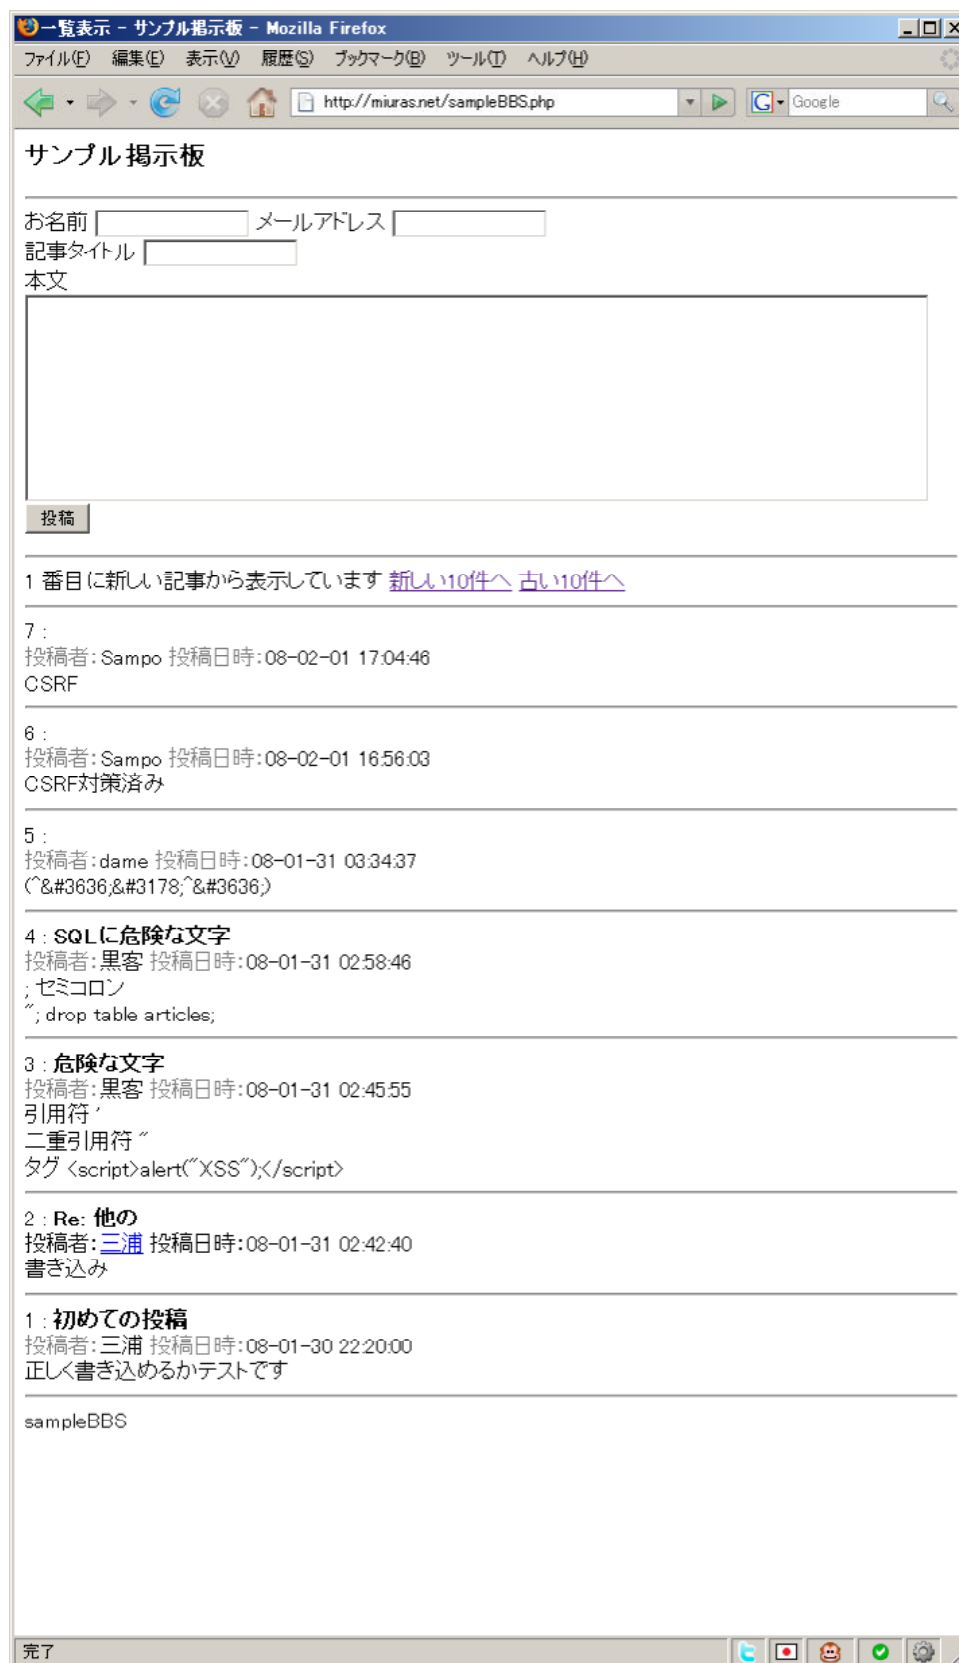 一覧表示 - サンプル掲示板 - Mozilla Firefox
ファイル(F) 編集(E) 表示(V) 履歴(S) ブックマーク(B) ツール(T) ヘルプ(H)
http://miuras.net/sampleBBS.php G Google
サンプル掲示板
お名前 メールアドレス
記事タイトル
本文
投稿
1 番目に新しい記事から表示しています 新しい10件へ 古い10件へ
7 :
投稿者: Sampo 投稿日時: 08-02-01 17:04:46
CSRF
6 :
投稿者: Sampo 投稿日時: 08-02-01 16:56:03
CSRF対策済み
5 :
投稿者: dame 投稿日時: 08-01-31 03:34:37
(^&#3636;&#3178;^&#3636;)
4 : SQLに危険な文字
投稿者: 黒客 投稿日時: 08-01-31 02:58:46
; セミコロン
"; drop table articles;
3 : 危険な文字
投稿者: 黒客 投稿日時: 08-01-31 02:45:55
引用符 '
二重引用符 "
タグ <script>alert("XSS");</script>
2 : Re: 他の
投稿者: 三浦 投稿日時: 08-01-31 02:42:40
書き込み
1 : 初めての投稿
投稿者: 三浦 投稿日時: 08-01-30 22:20:00
正しく書き込めるかテストです
sampleBBS
完了